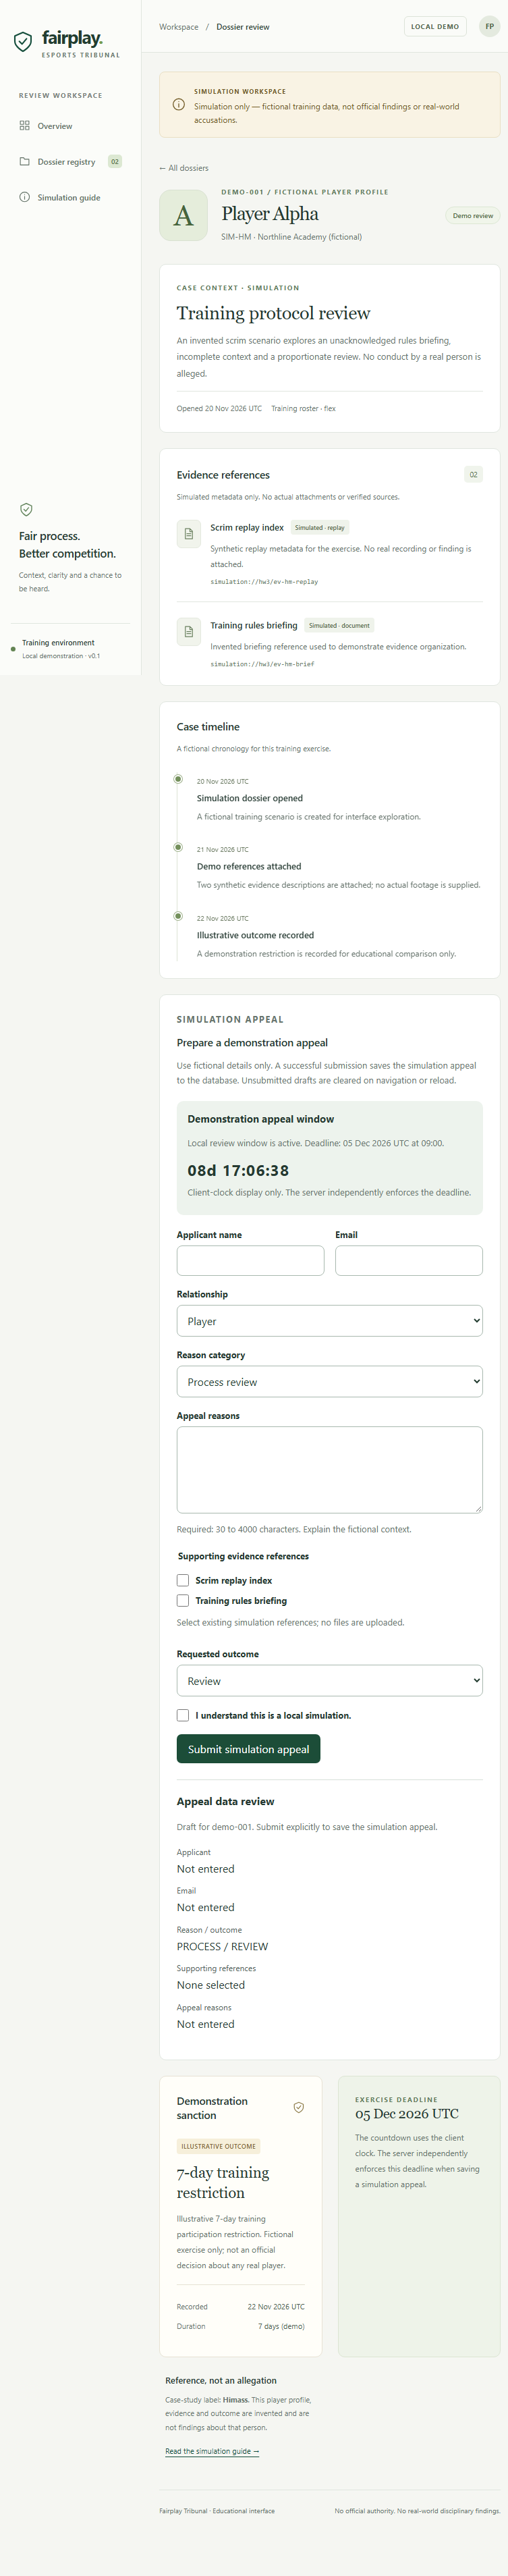 fairplay.
ESPORTS TRIBUNAL
REVIEW WORKSPACE
Overview
Dossier registry 02
Simulation guide
Fair process.
Better competition.
Context, clarity and a chance to
be heard.
Training environment
Local demonstration · v0.1
Workspace / Dossier review
LOCAL DEMO FP
SIMULATION WORKSPACE
Simulation only — fictional training data, not official findings or real-world
accusations.
← All dossiers
A
DEMO-001 / FICTIONAL PLAYER PROFILE
Player Alpha
SIM-HM · Northline Academy (fictional)
Demo review
CASE CONTEXT · SIMULATION
Training protocol review
An invented scrim scenario explores an unacknowledged rules briefing,
incomplete context and a proportionate review. No conduct by a real person is
alleged.
Opened 20 Nov 2026 UTC Training roster · flex
Evidence references 02
Simulated metadata only. No actual attachments or verified sources.
Scrim replay index Simulated · replay
Synthetic replay metadata for the exercise. No real recording or finding is
attached.
simulation://hw3/ev-hm-replay
Training rules briefing Simulated · document
Invented briefing reference used to demonstrate evidence organization.
simulation://hw3/ev-hm-brief
Case timeline
A fictional chronology for this training exercise.
20 Nov 2026 UTC
Simulation dossier opened
A fictional training scenario is created for interface exploration.
21 Nov 2026 UTC
Demo references attached
Two synthetic evidence descriptions are attached; no actual footage is supplied.
22 Nov 2026 UTC
Illustrative outcome recorded
A demonstration restriction is recorded for educational comparison only.
SIMULATION APPEAL
Prepare a demonstration appeal
Use fictional details only. A successful submission saves the simulation appeal
to the database. Unsubmitted drafts are cleared on navigation or reload.
Demonstration appeal window
Local review window is active. Deadline: 05 Dec 2026 UTC at 09:00.
08d 17:06:38
Client-clock display only. The server independently enforces the deadline.
Applicant name Email
Relationship
Player
Reason category
Process review
Appeal reasons
Required: 30 to 4000 characters. Explain the fictional context.
Supporting evidence references
Scrim replay index
Training rules briefing
Select existing simulation references; no files are uploaded.
Requested outcome
Review
I understand this is a local simulation.
Submit simulation appeal
Appeal data review
Draft for demo-001. Submit explicitly to save the simulation appeal.
Applicant
Not entered
Email
Not entered
Reason / outcome
PROCESS / REVIEW
Supporting references
None selected
Appeal reasons
Not entered
Demonstration
sanction
ILLUSTRATIVE OUTCOME
7-day training
restriction
Illustrative 7-day training
participation restriction. Fictional
exercise only; not an official
decision about any real player.
Recorded 22 Nov 2026 UTC
Duration 7 days (demo)
EXERCISE DEADLINE
05 Dec 2026 UTC
The countdown uses the client
clock. The server independently
enforces this deadline when saving
a simulation appeal.
Reference, not an allegation
Case-study label: Himass. This player profile,
evidence and outcome are invented and are
not findings about that person.
Read the simulation guide →
Fairplay Tribunal · Educational interface
No official authority. No real-world disciplinary findings.